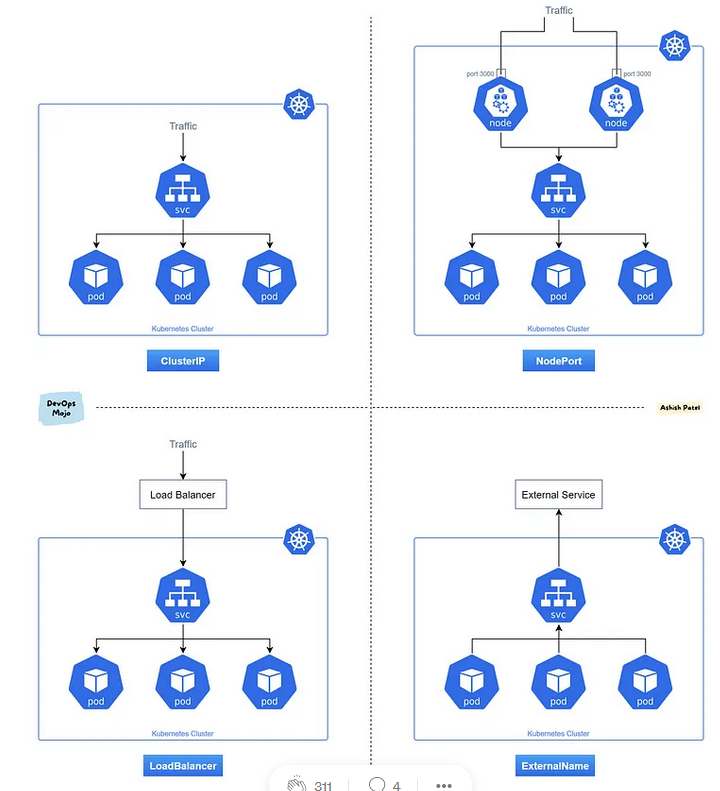 Traffic
svc
pod
pod
pod
Kubernetes Cluster
ClusterIP
Traffic
port 3000
port 3000
node
node
svc
pod
pod
pod
Kubernetes Cluster
NodePort
DevOps
Mojo
Ashish Patel
Traffic
Load Balancer
svc
pod
pod
pod
Kubernetes Cluster
LoadBalancer
External Service
svc
pod
pod
pod
Kubernetes Cluster
ExternalName
311
4